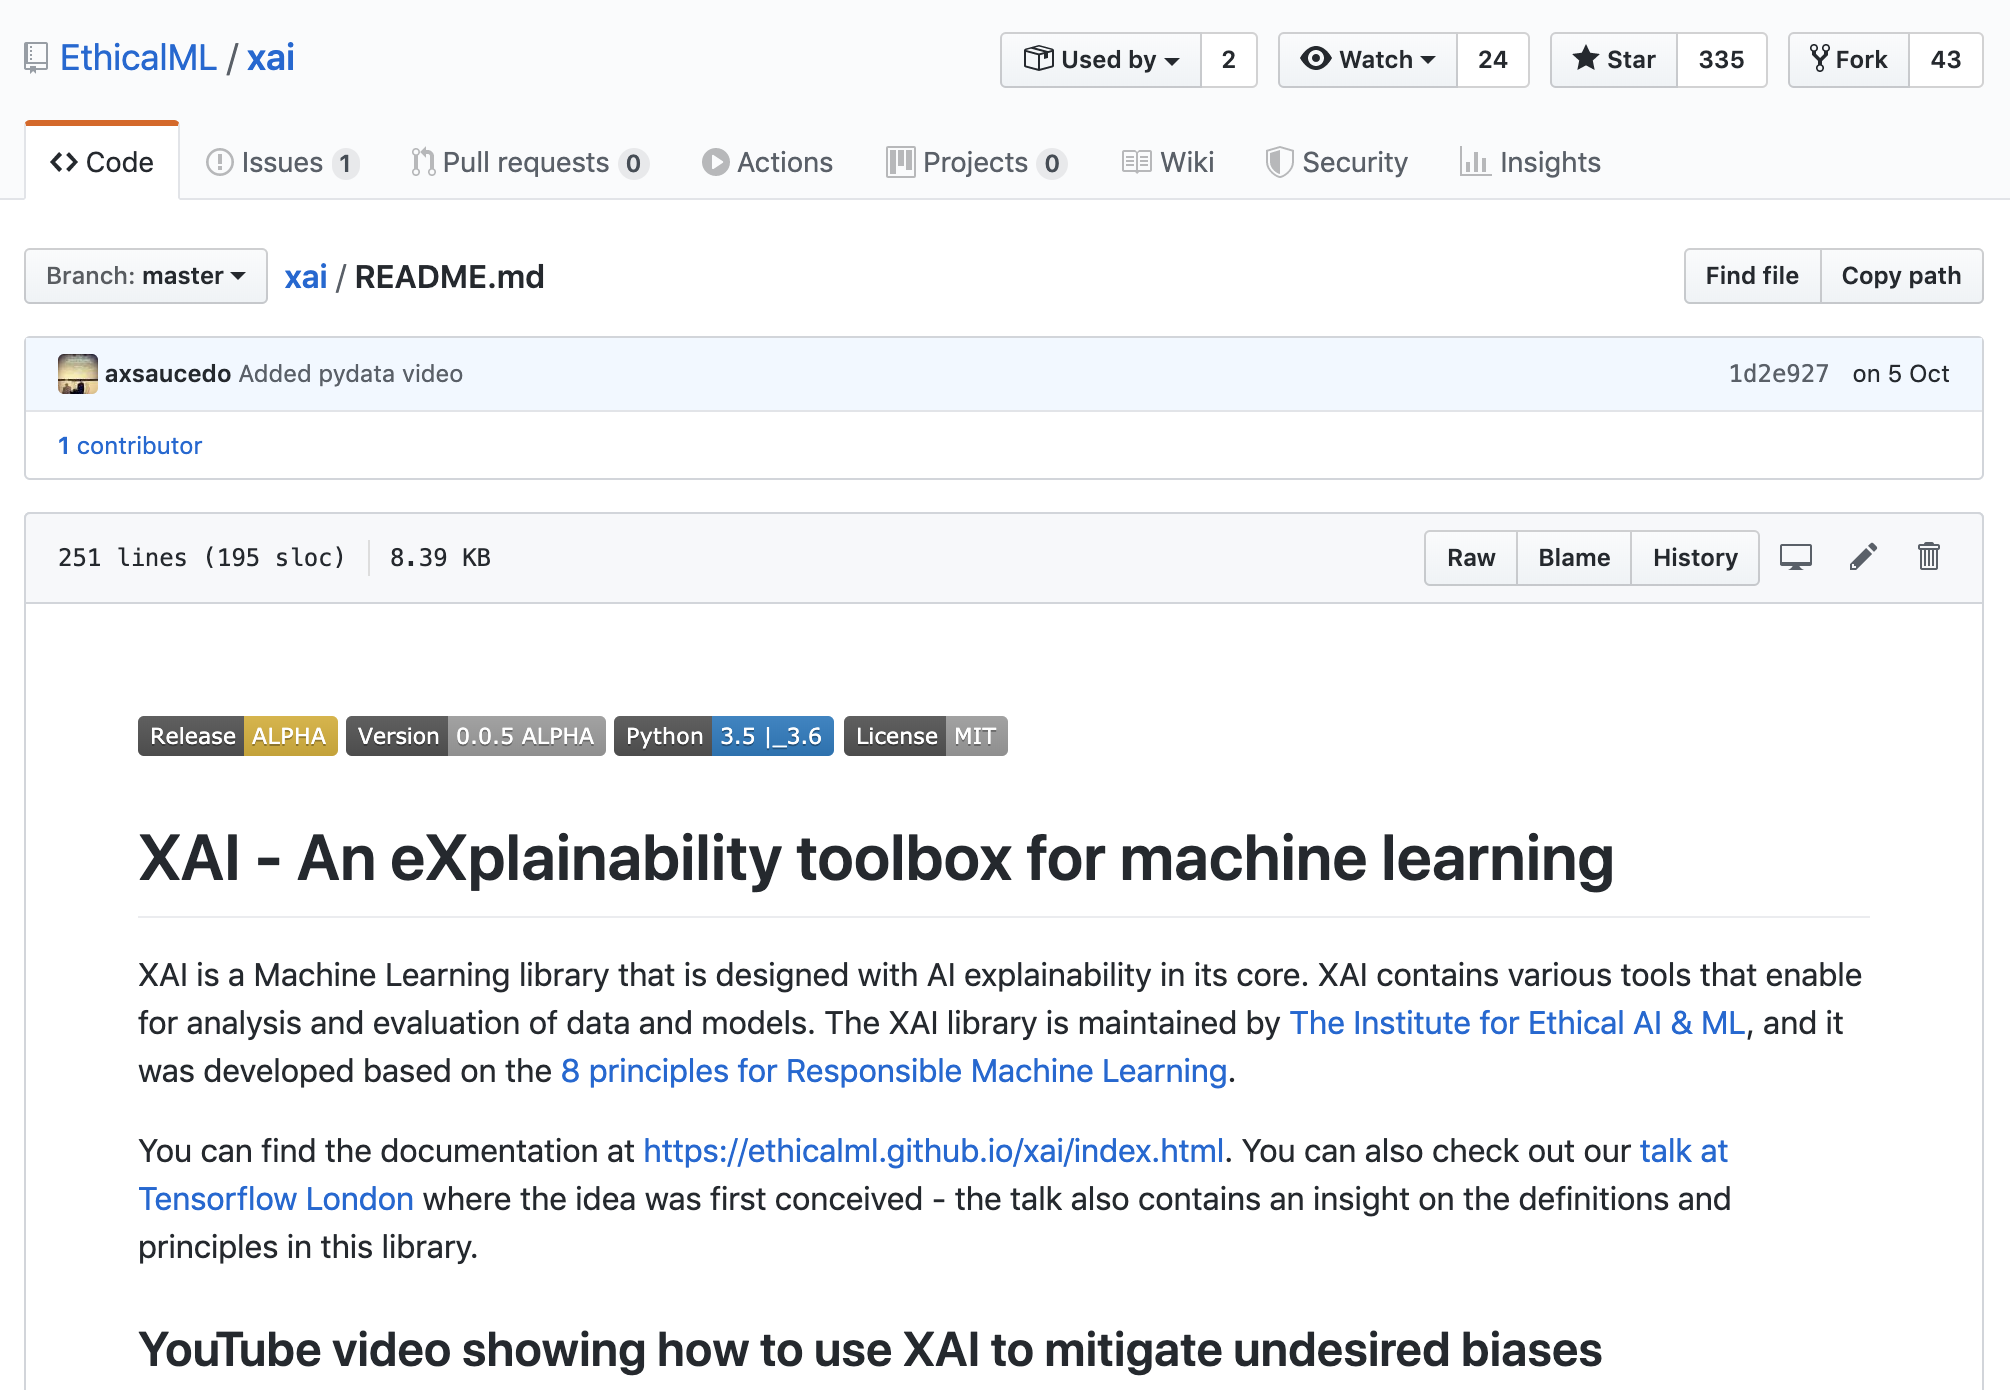 EthicalML / xai
Used by 2 Watch 24 Star 335 Fork 43
Code Issues 1 Pull requests 0 Actions Projects 0 Wiki Security Insights
Branch: master xai / README.md Find file Copy path
axsaucedo Added pydata video 1d2e927 on 5 Oct
1 contributor
251 lines (195 sloc) 8.39 KB Raw Blame History
Release ALPHA Version 0.0.5 ALPHA Python 3.5 |_3.6 License MIT
XAI - An eXplainability toolbox for machine learning
XAI is a Machine Learning library that is designed with AI explainability in its core. XAI contains various tools that enable
for analysis and evaluation of data and models. The XAI library is maintained by The Institute for Ethical AI & ML, and it
was developed based on the 8 principles for Responsible Machine Learning.
You can find the documentation at https://ethicalml.github.io/xai/index.html. You can also check out our talk at
Tensorflow London where the idea was first conceived - the talk also contains an insight on the definitions and
principles in this library.
YouTube video showing how to use XAI to mitigate undesired biases